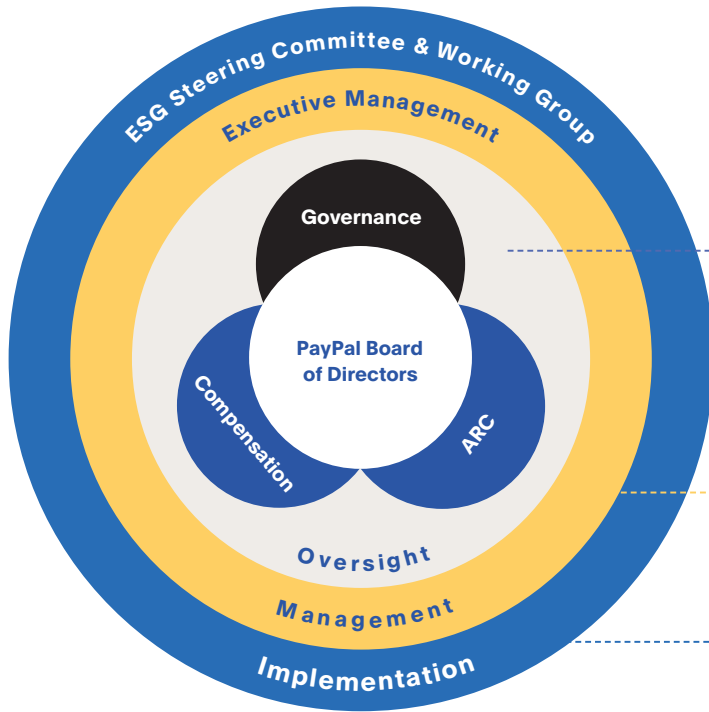 ESG Steering Committee & Working Group
Executive Management
Governance
PayPal Board
of Directors
Compensation
ARC
Oversight
Management
Implementation